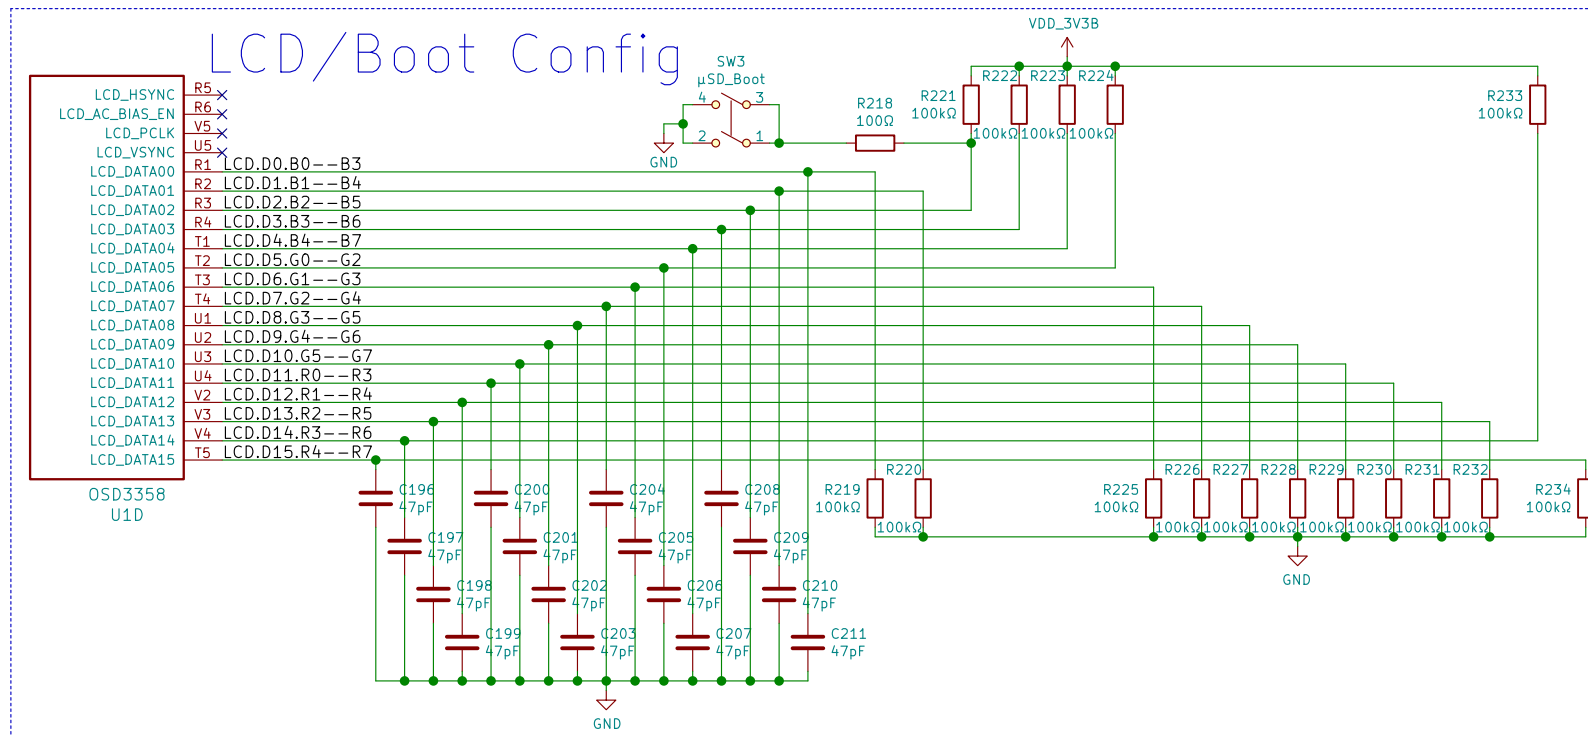 LCD/Boot Config
VDD_3V3B
SW3
µSD_Boot
4
3
2
1
GND
R218
100Ω
R221
100kΩ
R222
100kΩ
R223
100kΩ
R224
100kΩ
R233
100kΩ
LCD_HSYNC R5
LCD_AC_BIAS_EN R6
LCD_PCLK V5
LCD_VSYNC U5
LCD_DATA00 R1 LCD.D0.B0--B3
LCD_DATA01 R2 LCD.D1.B1--B4
LCD_DATA02 R3 LCD.D2.B2--B5
LCD_DATA03 R4 LCD.D3.B3--B6
LCD_DATA04 T1 LCD.D4.B4--B7
LCD_DATA05 T2 LCD.D5.G0--G2
LCD_DATA06 T3 LCD.D6.G1--G3
LCD_DATA07 T4 LCD.D7.G2--G4
LCD_DATA08 U1 LCD.D8.G3--G5
LCD_DATA09 U2 LCD.D9.G4--G6
LCD_DATA10 U3 LCD.D10.G5--G7
LCD_DATA11 U4 LCD.D11.R0--R3
LCD_DATA12 V2 LCD.D12.R1--R4
LCD_DATA13 V3 LCD.D13.R2--R5
LCD_DATA14 V4 LCD.D14.R3--R6
LCD_DATA15 T5 LCD.D15.R4--R7
OSD3358
U1D
C196
47pF
C197
47pF
C198
47pF
C199
47pF
C200
47pF
C201
47pF
C202
47pF
C203
47pF
C204
47pF
C205
47pF
C206
47pF
C207
47pF
C208
47pF
C209
47pF
C210
47pF
C211
47pF
GND
R219
100kΩ
R220
100kΩ
R225
100kΩ
R226
100kΩ
R227
100kΩ
R228
100kΩ
R229
100kΩ
R230
100kΩ
R231
100kΩ
R232
100kΩ
R234
100kΩ
GND